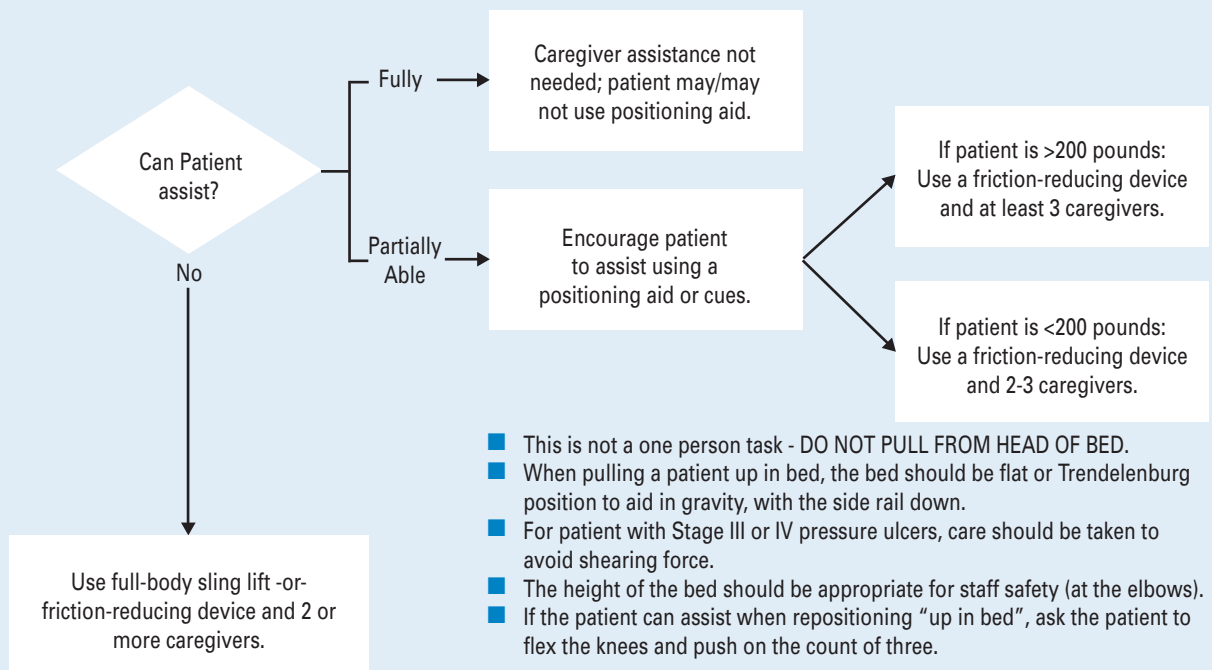 Can Patient
assist?
Fully
Caregiver assistance not
needed; patient may/may
not use positioning aid.
Partially
Able
Encourage patient
to assist using a
positioning aid or cues.
If patient is >200 pounds:
Use a friction-reducing device
and at least 3 caregivers.
If patient is <200 pounds:
Use a friction-reducing device
and 2-3 caregivers.
No
Use full-body sling lift -or-
friction-reducing device and 2 or
more caregivers.
This is not a one person task - DO NOT PULL FROM HEAD OF BED.
When pulling a patient up in bed, the bed should be flat or Trendelenburg
position to aid in gravity, with the side rail down.
For patient with Stage III or IV pressure ulcers, care should be taken to
avoid shearing force.
The height of the bed should be appropriate for staff safety (at the elbows).
If the patient can assist when repositioning “up in bed”, ask the patient to
flex the knees and push on the count of three.